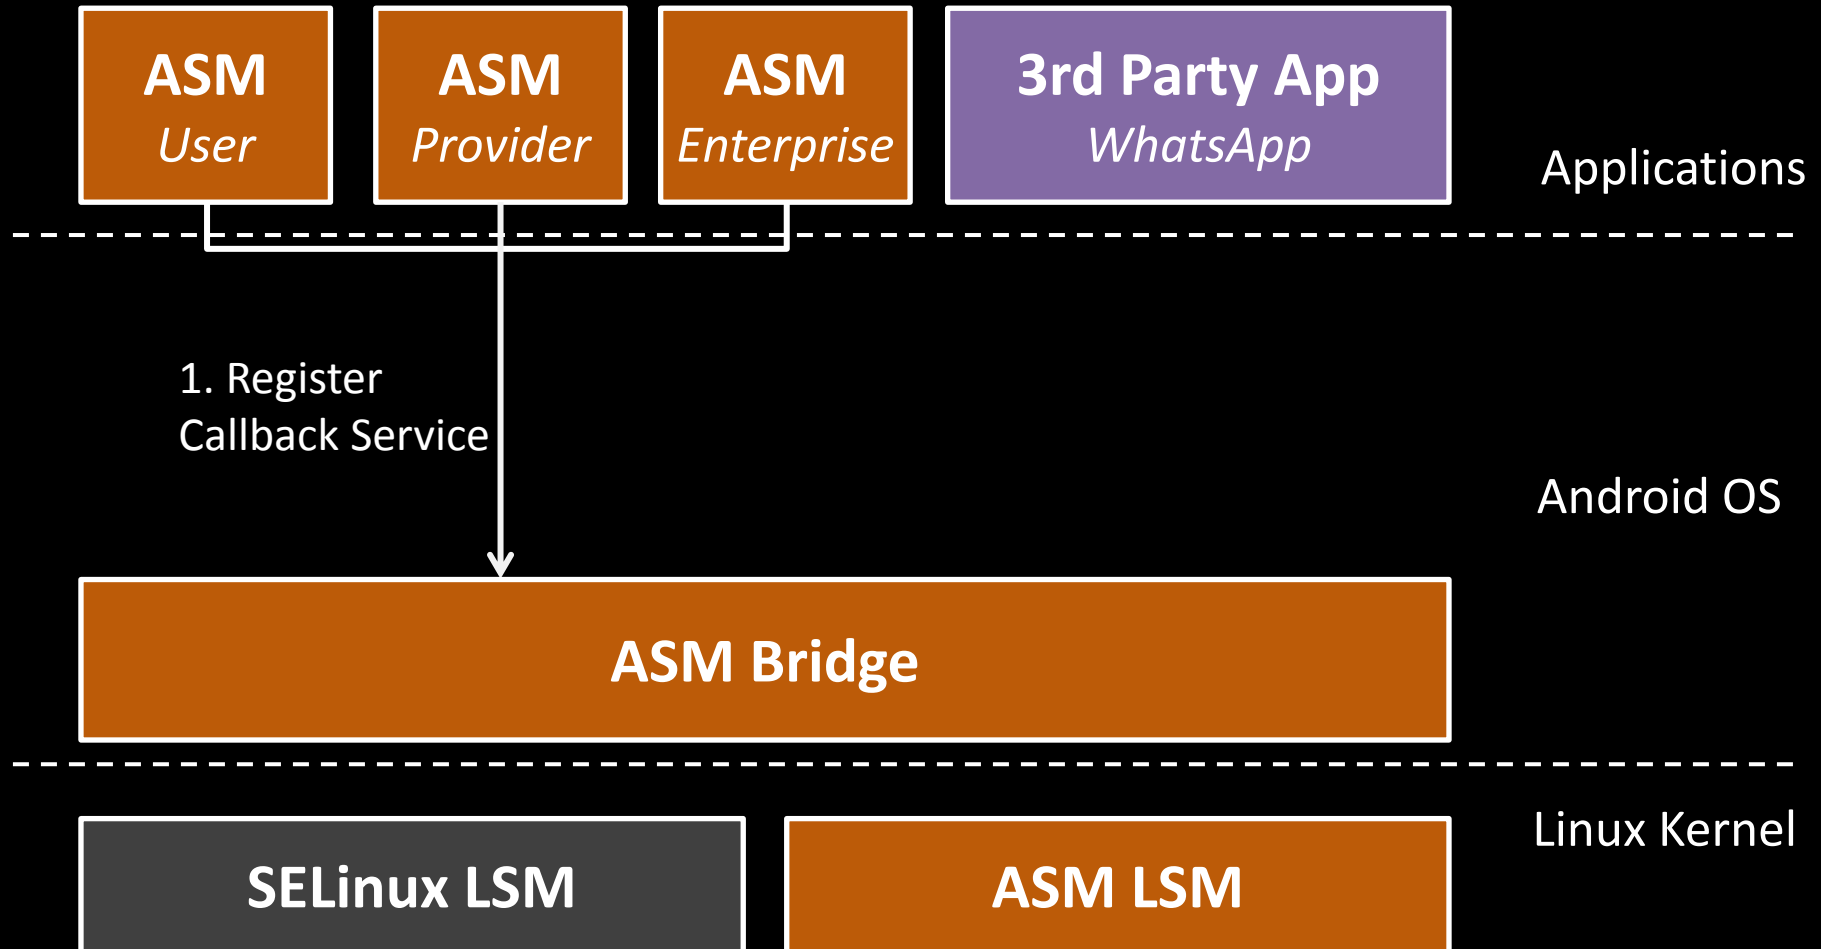 ASM
User
ASM
Provider
ASM
Enterprise
3rd Party App
WhatsApp
Applications
1. Register
Callback Service
Android OS
ASM Bridge
Linux Kernel
SELinux LSM
ASM LSM